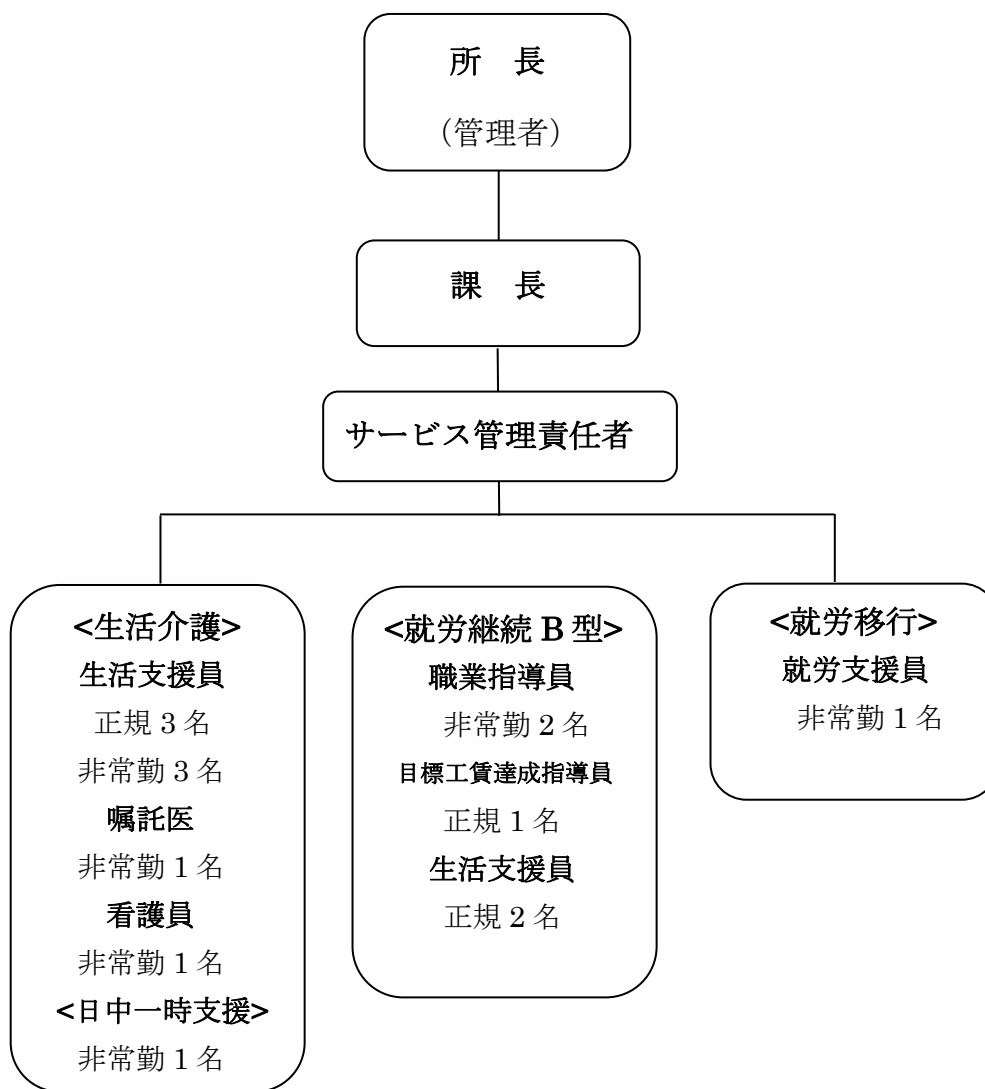 所　長
（管理者）
課　長
サービス管理責任者
<生活介護>
生活支援員
正規 3 名
非常勤 3 名
嘱託医
非常勤 1 名
看護員
非常勤 1 名
<日中一時支援>
非常勤 1 名
<就労継続 B 型>
職業指導員
非常勤 2 名
目標工賃達成指導員
正規 1 名
生活支援員
正規 2 名
<就労移行>
就労支援員
非常勤 1 名